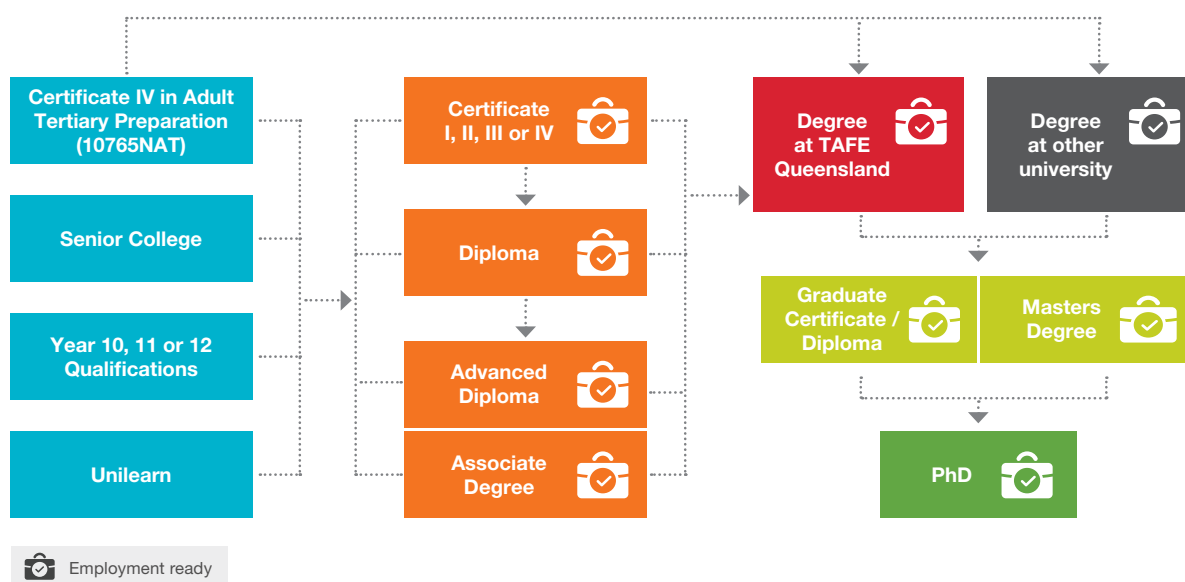 Certificate IV in Adult
Tertiary Preparation
(10765NAT)
Senior College
Year 10, 11 or 12
Qualifications
Unilearn
Certificate
I, II, III or IV
Diploma
Advanced
Diploma
Associate
Degree
Degree
at TAFE
Queensland
Degree
at other
university
Graduate
Certificate /
Diploma
Masters
Degree
PhD
Employment ready